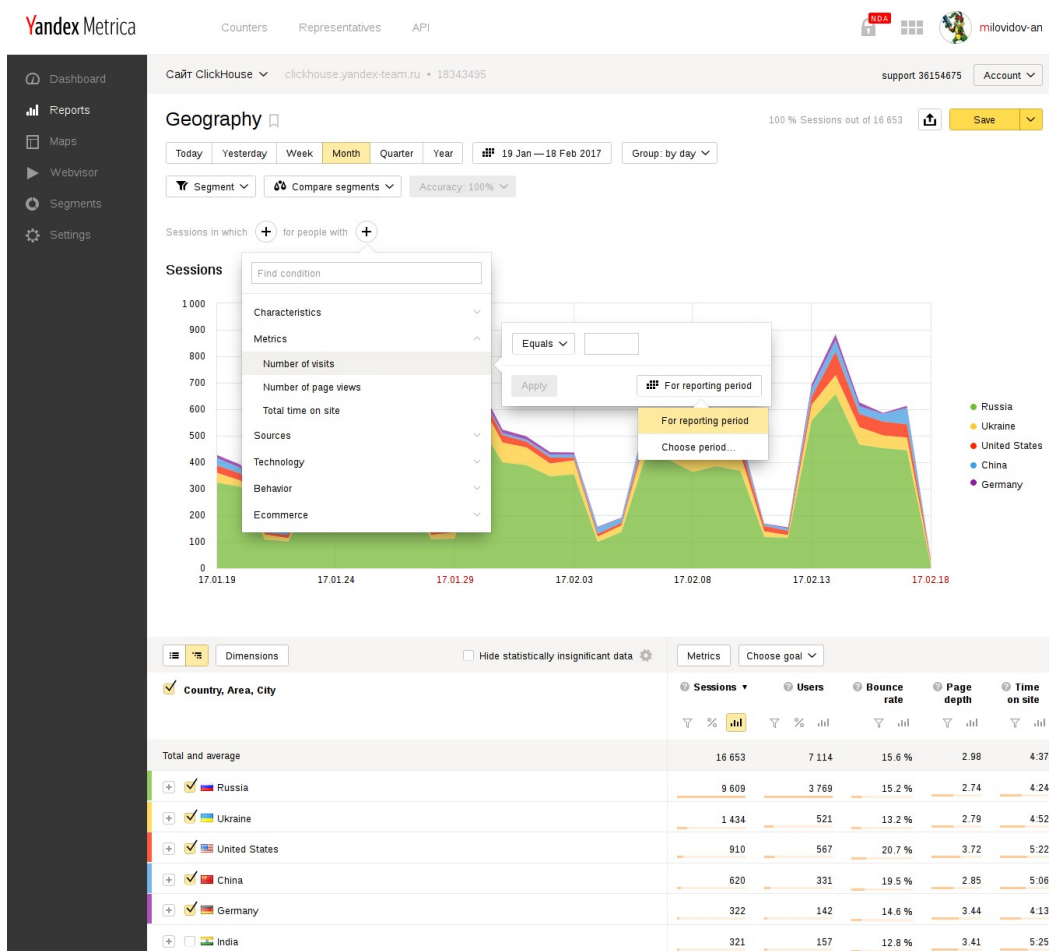 Yandex Metrica Counters Representatives API NDA milovidov-an
Dashboard
Reports
Maps
Webvisor
Segments
Settings
Сайт ClickHouse clickhouse.yandex-team.ru • 18343495 support 36154675 Account
Geography 100 % Sessions out of 16 653 Save
Today Yesterday Week Month Quarter Year 19 Jan — 18 Feb 2017 Group: by day
Segment Compare segments Accuracy: 100%
Sessions in which + for people with +
Sessions
Find condition
Characteristics
Metrics
Number of visits
Number of page views
Total time on site
Sources
Technology
Behavior
Ecommerce
Equals
Apply For reporting period
For reporting period
Choose period...
1 000
900
800
700
600
500
400
300
200
100
0
17.01.19 17.01.24 17.01.29 17.02.03 17.02.08 17.02.13 17.02.18
Russia
Ukraine
United States
China
Germany
Dimensions Hide statistically insignificant data Metrics Choose goal
Country, Area, City ? Sessions ▼ ? Users ? Bounce rate ? Page depth ? Time on site
% %
Total and average 16 653 7 114 15.6 % 2.98 4:37
+ Russia 9 609 3 769 15.2 % 2.74 4:24
+ Ukraine 1 434 521 13.2 % 2.79 4:52
+ United States 910 567 20.7 % 3.72 5:22
+ China 620 331 19.5 % 2.85 5:06
+ Germany 322 142 14.6 % 3.44 4:13
+ India 321 157 12.8 % 3.41 5:25